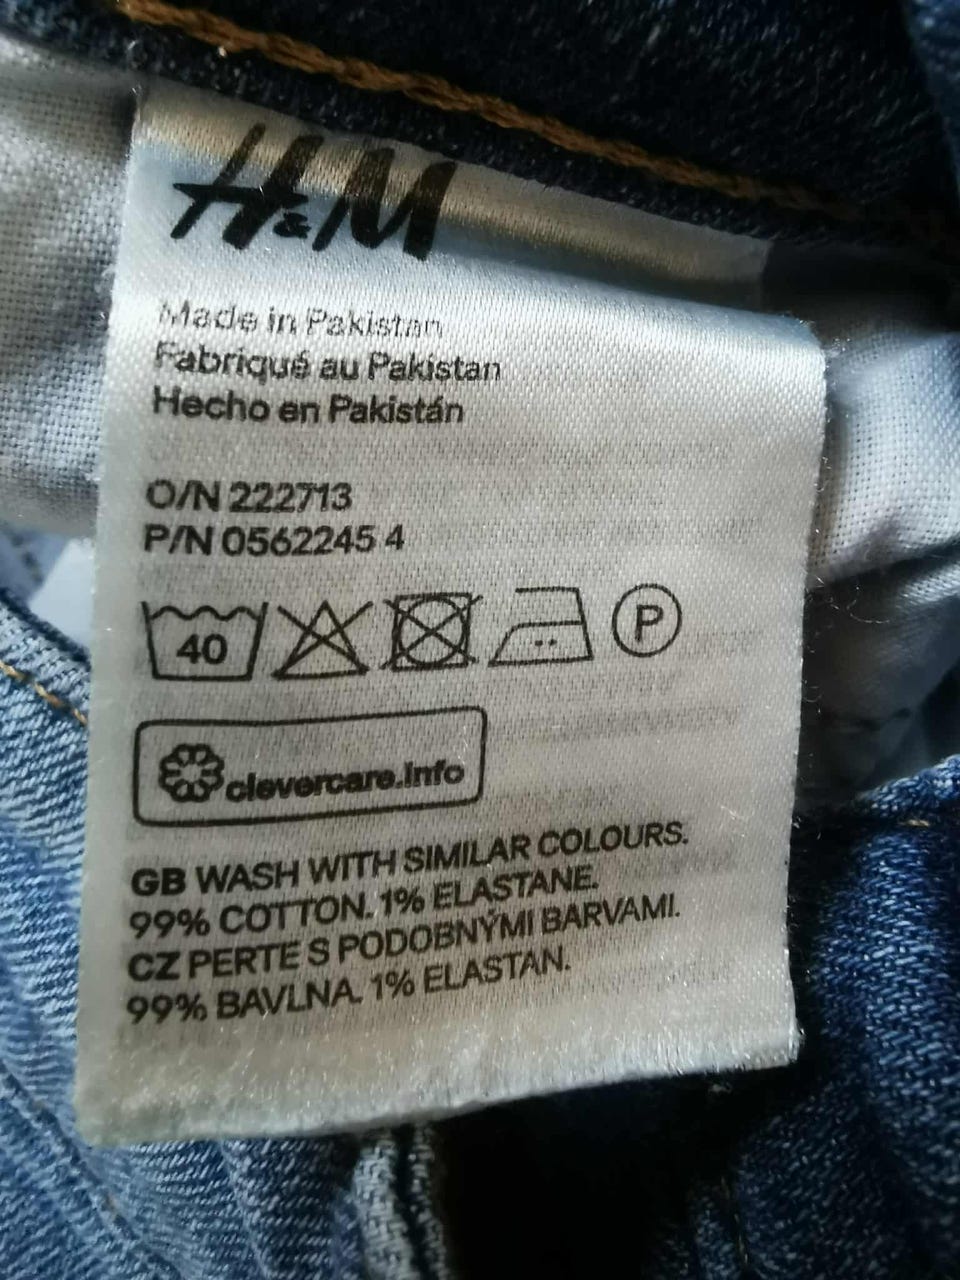 H&M
Made in Pakistan
Fabriqué au Pakistan
Hecho en Pakistán
O/N 222713
P/N 0562245 4
40 P
clevercare.info
GB WASH WITH SIMILAR COLOURS.
99% COTTON. 1% ELASTANE.
CZ PERTE S PODOBNÝMI BARVAMI.
99% BAVLNA. 1% ELASTAN.